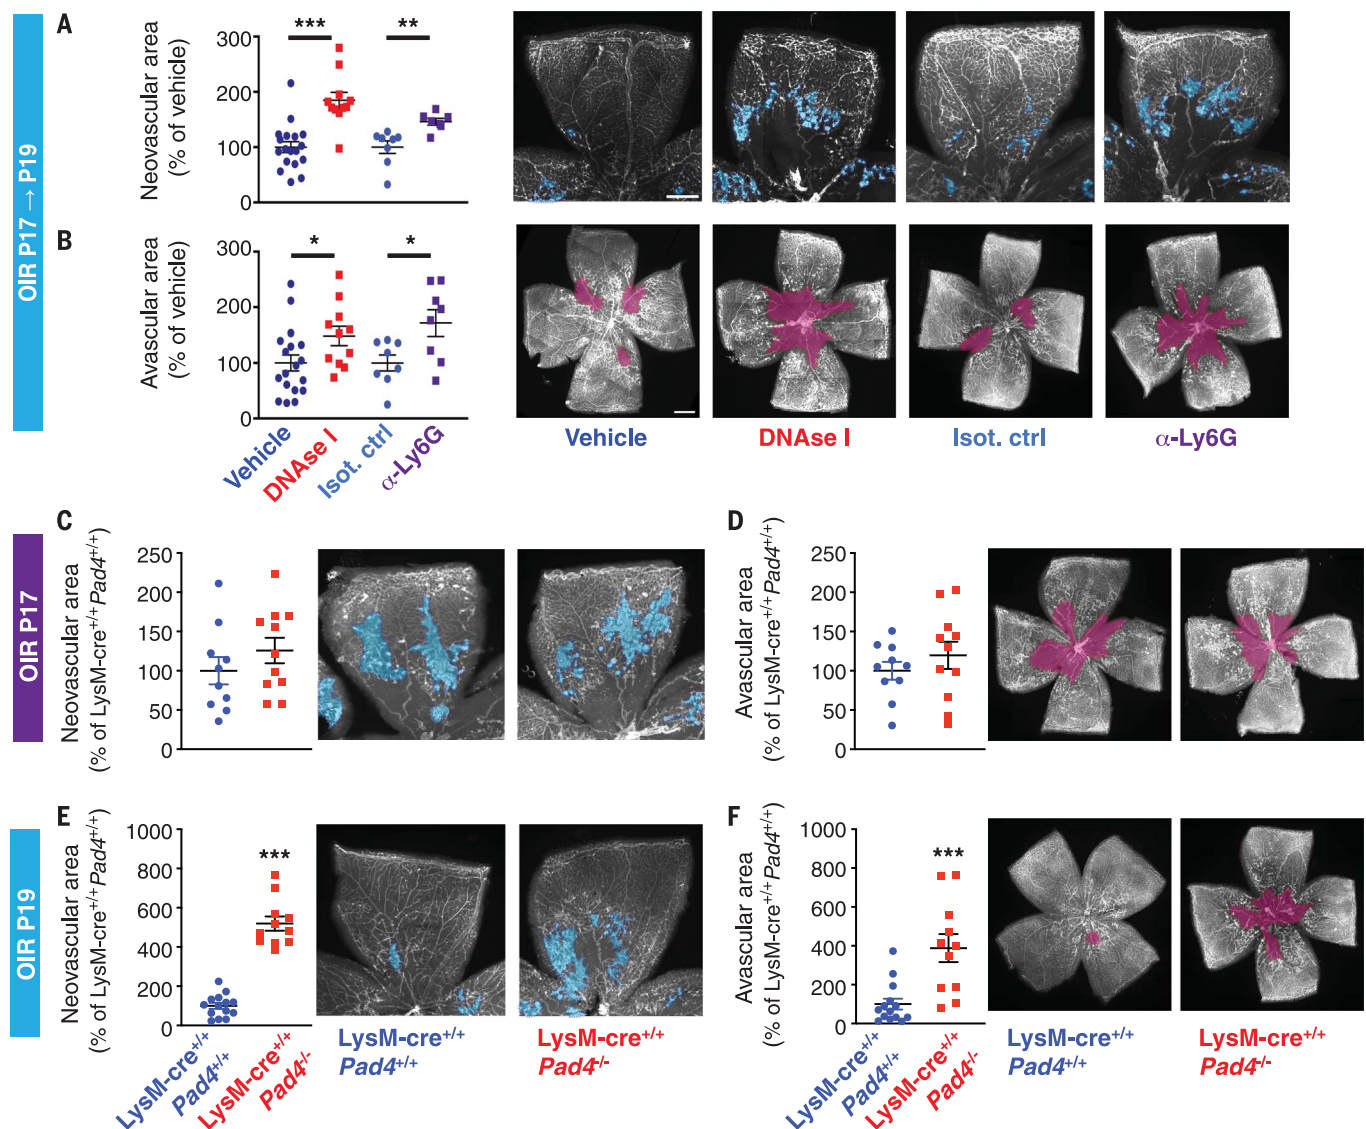 OIR P17 → P19
A
Neovascular area
(% of vehicle)
300
200
100
0
***
**
B
Avascular area
(% of vehicle)
300
200
100
0
*
*
Vehicle
DNAse I
Isot. ctrl
α-Ly6G
Vehicle
DNAse I
Isot. ctrl
α-Ly6G
OIR P17
C
Neovascular area
(% of LysM-cre+/+Pad4+/+)
250
200
150
100
50
0
D
Avascular area
(% of LysM-cre+/+Pad4+/+)
250
200
150
100
50
0
OIR P19
E
Neovascular area
(% of LysM-cre+/+Pad4+/+)
1000
800
600
400
200
0
***
LysM-cre+/+
Pad4+/+
LysM-cre+/+
Pad4-/-
LysM-cre+/+
Pad4+/+
LysM-cre+/+
Pad4-/-
F
Avascular area
(% of LysM-cre+/+Pad4+/+)
1000
800
600
400
200
0
***
LysM-cre+/+
Pad4+/+
LysM-cre+/+
Pad4-/-
LysM-cre+/+
Pad4+/+
LysM-cre+/+
Pad4-/-